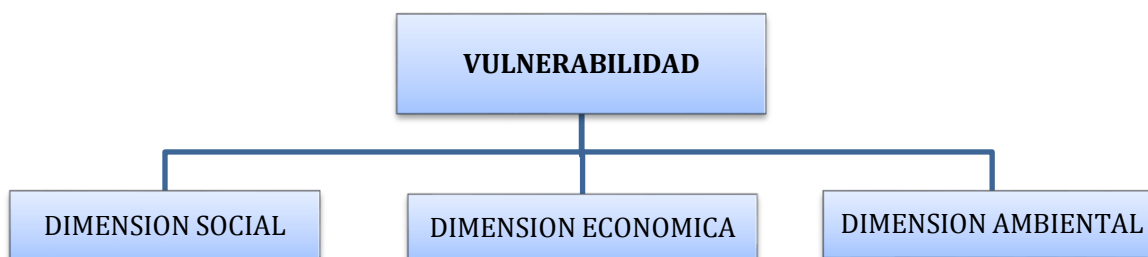 VULNERABILIDAD
DIMENSION SOCIAL
DIMENSION ECONOMICA
DIMENSION AMBIENTAL